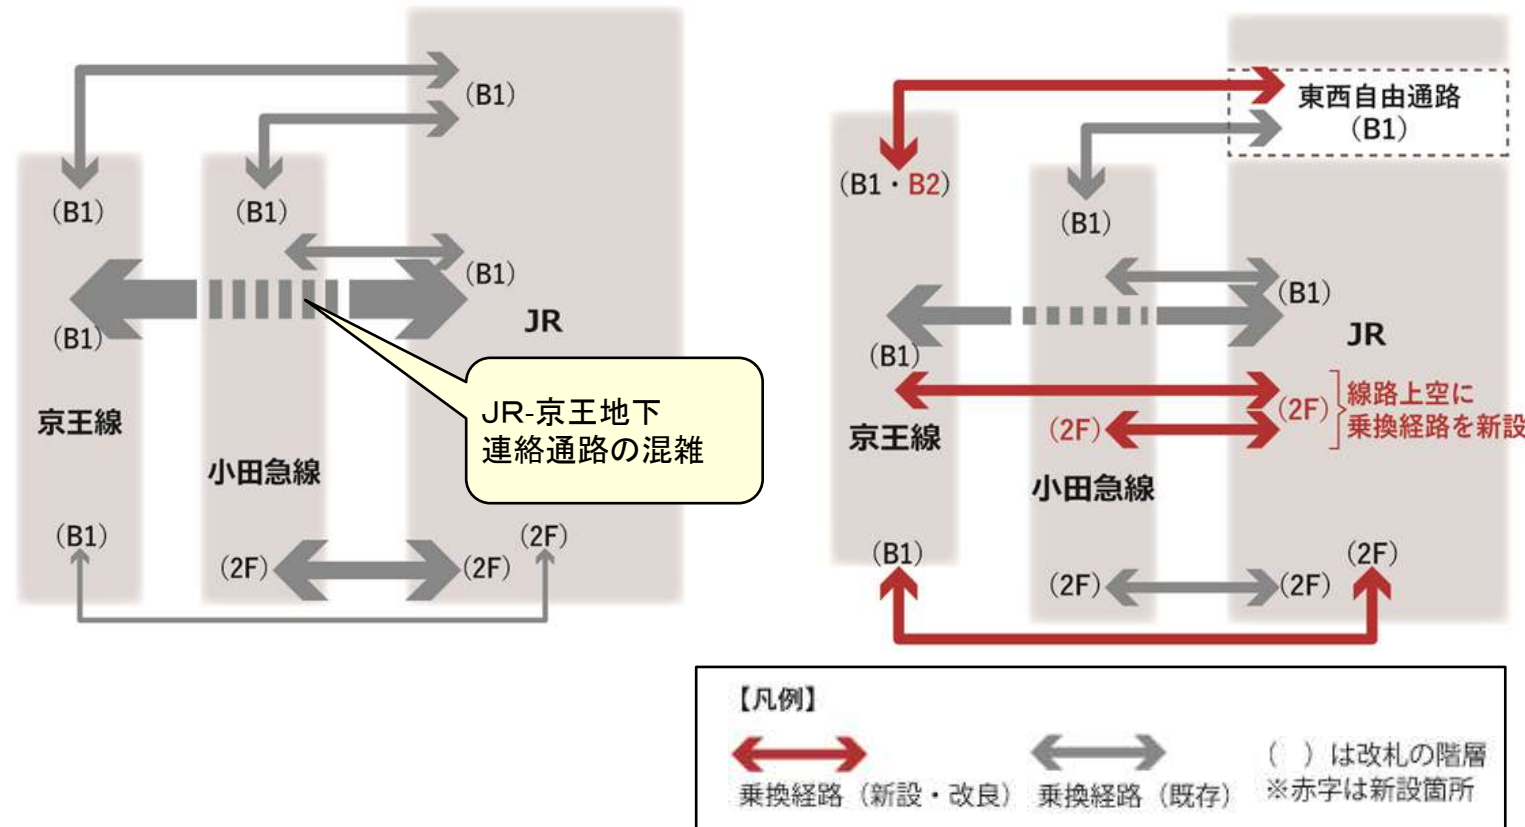 (B1)
(B1)
(B1)
(B1)
(B1)
JR
JR-京王地下
連絡通路の混雑
京王線
小田急線
(B1)
(2F)
(2F)
(2F)
東西自由通路
(B1)
(B1・B2)
(B1)
(B1)
JR
(B1)
(2F)
(2F)
線路上空に
乗換経路を新設
京王線
小田急線
(B1)
(2F)
(2F)
(2F)
【凡例】
乗換経路（新設・改良）
乗換経路（既存）
（　）は改札の階層
※赤字は新設箇所